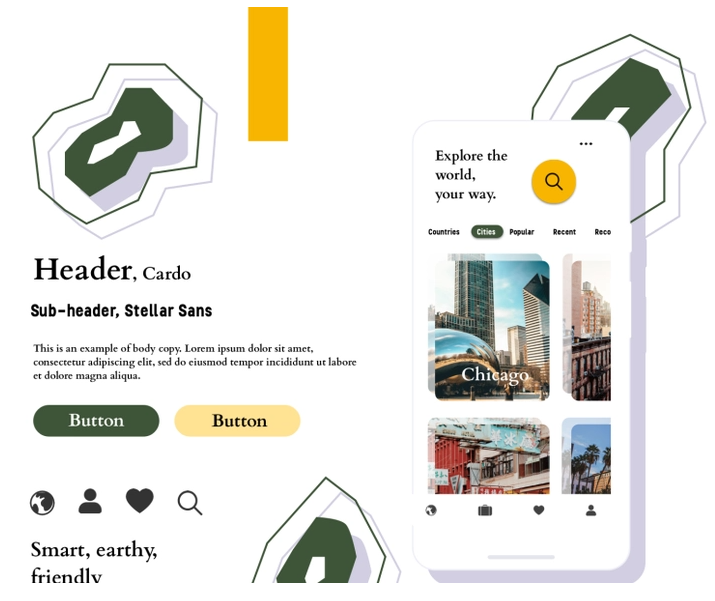 Header, Cardo
Sub-header, Stellar Sans
This is an example of body copy. Lorem ipsum dolor sit amet,
consectetur adipiscing elit, sed do eiusmod tempor incididunt ut labore
et dolore magna aliqua.
Button
Button
Smart, earthy,
friendly
Explore the
world,
your way.
Countries Cities Popular Recent Reco
Chicago